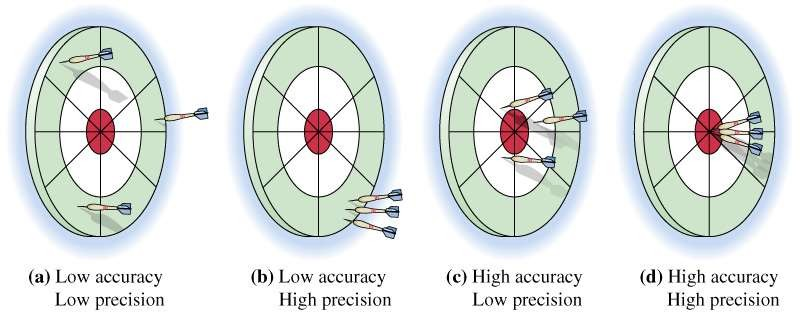 (a) Low accuracy
Low precision
(b) Low accuracy
High precision
(c) High accuracy
Low precision
(d) High accuracy
High precision